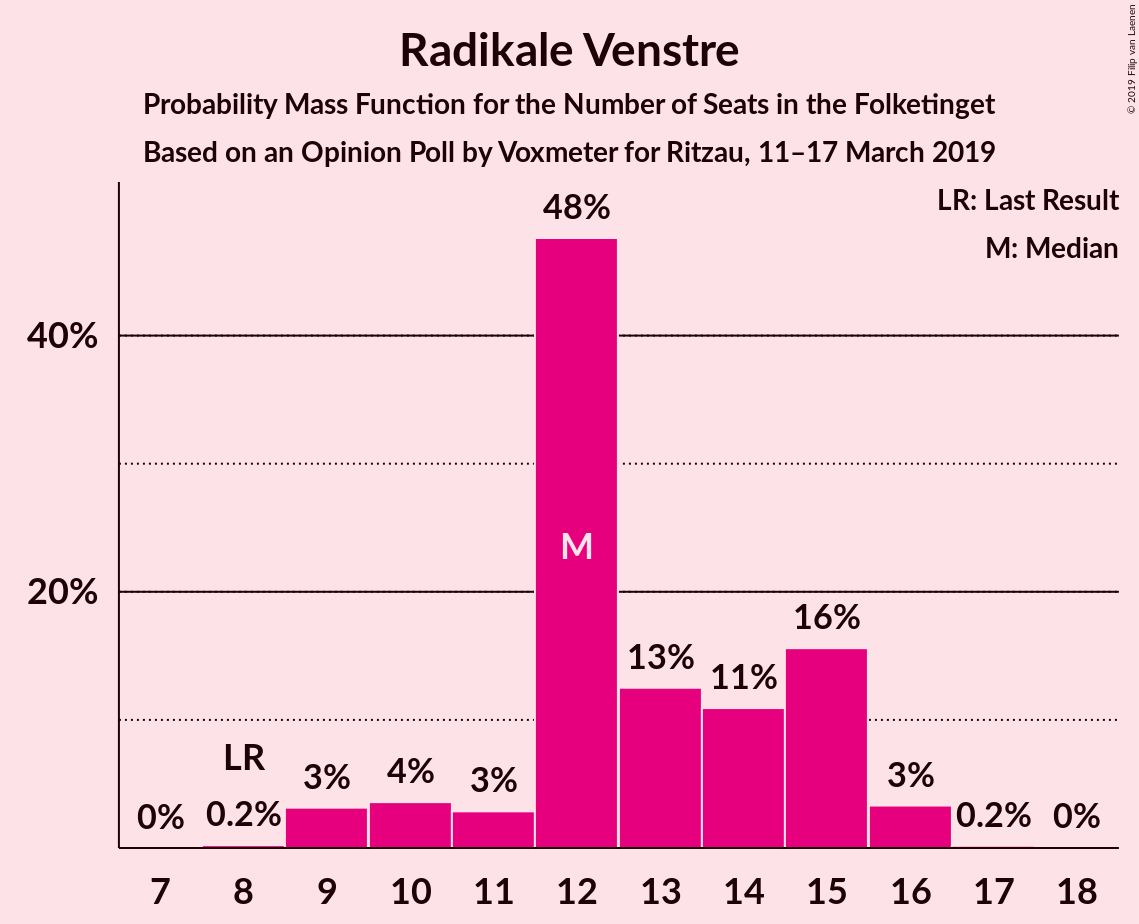 Radikale Venstre
Probability Mass Function for the Number of Seats in the Folketinget
Based on an Opinion Poll by Voxmeter for Ritzau, 11–17 March 2019
© 2019 Filip van Laenen
LR: Last Result
M: Median
40%
20%
0%
LR
0.2%
3%
4%
3%
48%
M
13%
11%
16%
3%
0.2%
0%
7 8 9 10 11 12 13 14 15 16 17 18